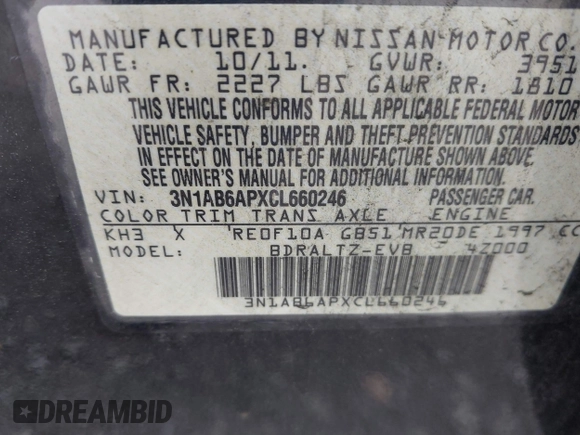 MANUFACTURED BY NISSAN MOTOR CO.
DATE: 10/11. GVWR: 3951
GAWR FR: 2227 LBS GAWR RR: 1810
THIS VEHICLE CONFORMS TO ALL APPLICABLE FEDERAL MOTOR
VEHICLE SAFETY, BUMPER AND THEFT PREVENTION STANDARDS
IN EFFECT ON THE DATE OF MANUFACTURE SHOWN ABOVE.
SEE OWNER'S MANUAL FOR ADDITIONAL INFORMATION.
VIN: 3N1AB6APXCL660246 PASSENGER CAR.
COLOR TRIM TRANS AXLE ENGINE
KH3 X RE0F10A GB51 MR20DE 1997 CC
MODEL: BDRALTZ-EVB 4Z000
3N1AB6APXCL660246
DREAMBID